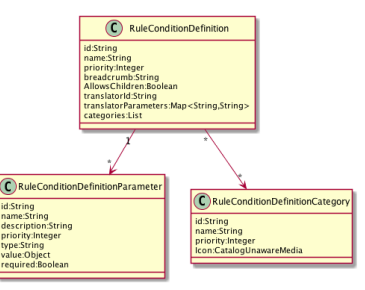 C RuleConditionDefinition
id:String
name:String
priority:Integer
breadcrumb:String
AllowsChildren:Boolean
translatorId:String
translatorParameters:Map<String,String>
categories:List
1
*
*
*
C RuleConditionDefinitionParameter
id:String
name:String
description:String
priority:Integer
type:String
value:Object
required:Boolean
C RuleConditionDefinitionCategory
id:String
name:String
priority:Integer
Icon:CatalogUnawareMedia